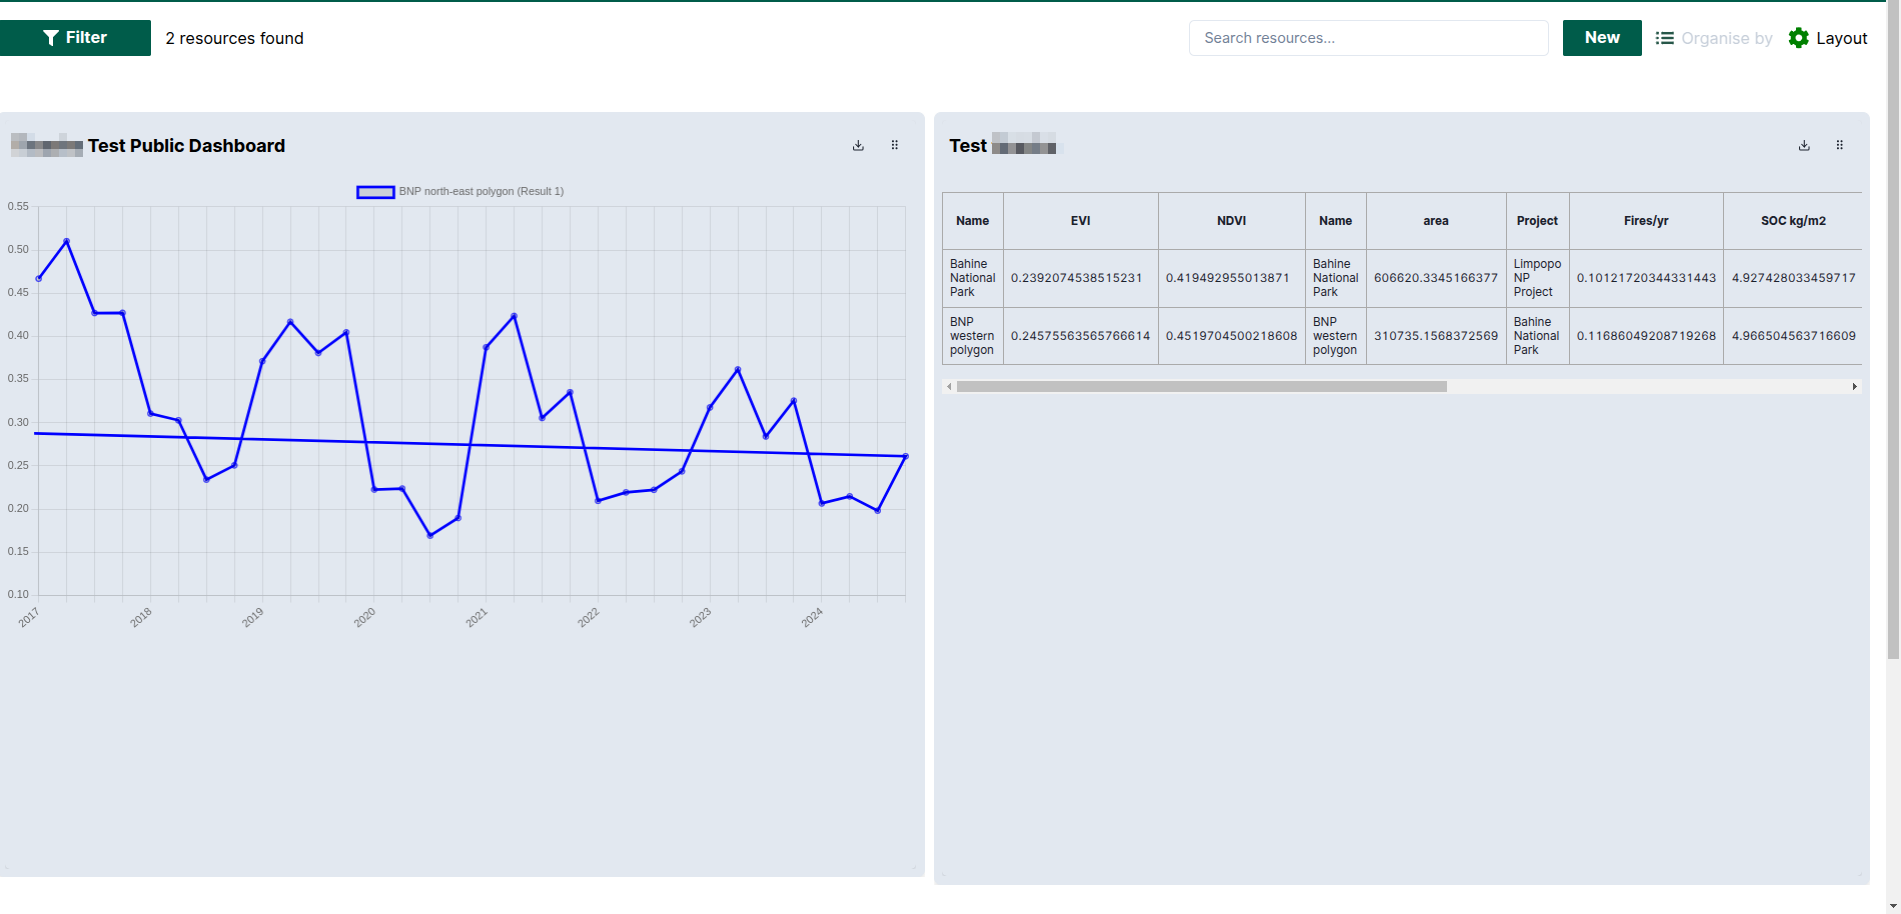 Filter
2 resources found
Search resources...
New
Organise by
Layout
Test Public Dashboard
BNP north-east polygon (Result 1)
0.55
0.50
0.45
0.40
0.35
0.30
0.25
0.20
0.15
0.10
2017
2018
2019
2020
2021
2022
2023
2024
Test
Name EVI NDVI Name area Project Fires/yr SOC kg/m2
Bahine National Park 0.2392074538515231 0.419492955013871 Bahine National Park 606620.3345166377 Limpopo NP Project 0.10121720344331443 4.927428033459717
BNP western polygon 0.24575563565766614 0.4519704500218608 BNP western polygon 310735.1568372569 Bahine National Park 0.11686049208719268 4.966504563716609